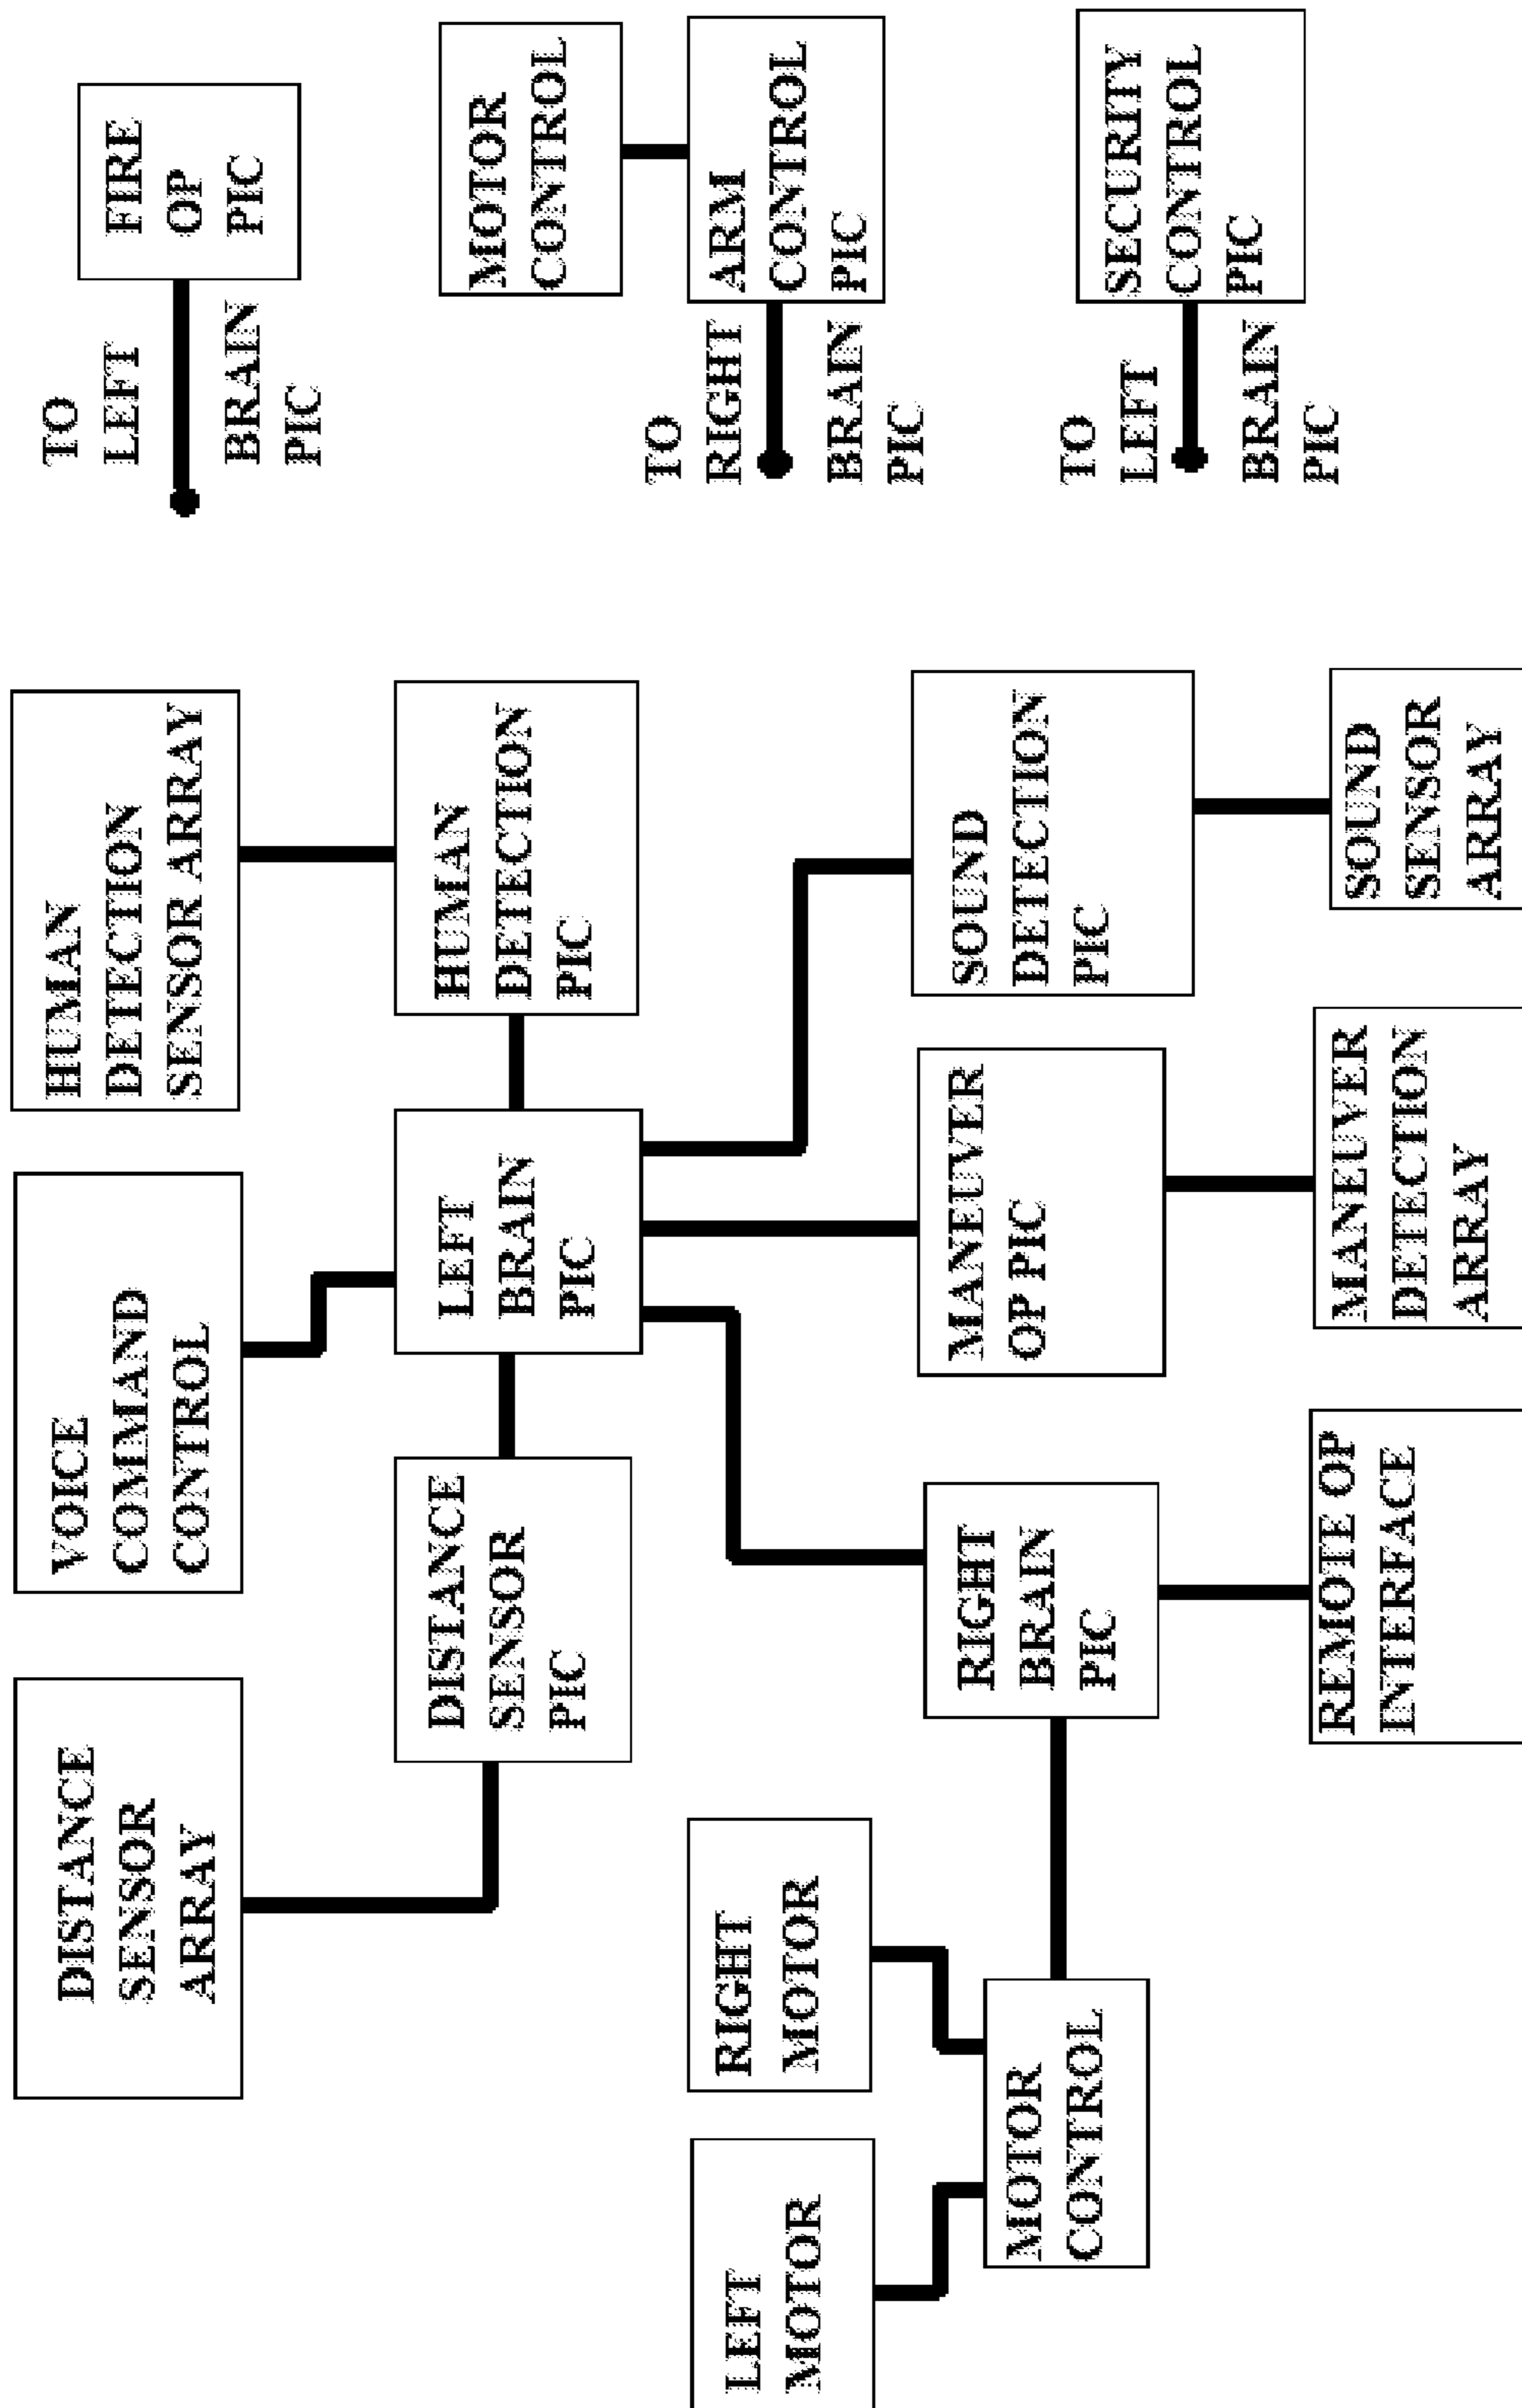 DISTANCE
SENSOR
ARRAY
VOICE
COMMAND
CONTROL
HUMAN
DETECTION
SENSOR ARRAY
TO
LEFT
BRAIN
PIC
FIRE
OP
PIC
DISTANCE
SENSOR
PIC
LEFT
BRAIN
PIC
HUMAN
DETECTION
PIC
MOTOR
CONTROL
LEFT
MOTOR
RIGHT
MOTOR
TO
RIGHT
BRAIN
PIC
ARM
CONTROL
PIC
MOTOR
CONTROL
RIGHT
BRAIN
PIC
MANEUVER
OP PIC
SOUND
DETECTION
PIC
TO
LEFT
BRAIN
PIC
SECURITY
CONTROL
PIC
REMOTE OP
INTERFACE
MANEUVER
DETECTION
ARRAY
SOUND
SENSOR
ARRAY